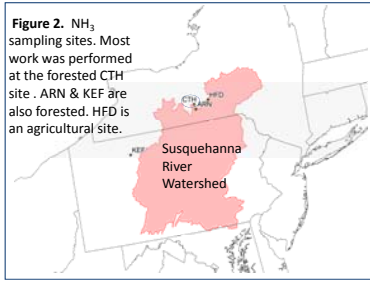 Figure 2. NH₃
sampling sites. Most
work was performed
at the forested CTH
site . ARN & KEF are
also forested. HFD is
an agricultural site.
CTH
HFD
ARN
KEF
Susquehanna
River
Watershed